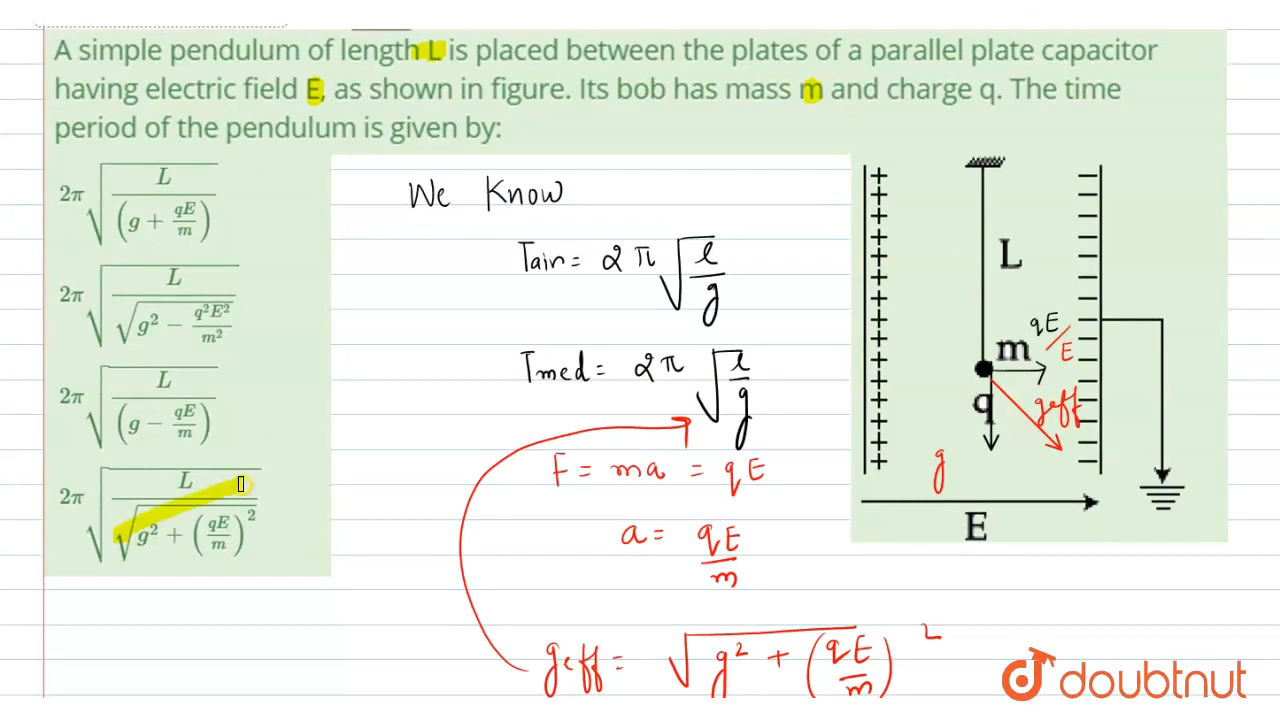 A simple pendulum of length L is placed between the plates of a parallel plate capacitor
having electric field E, as shown in figure. Its bob has mass m and charge q. The time
period of the pendulum is given by:
2π √(L/(g + qE/m))
2π √(L/√(g² − q²E²/m²))
2π √(L/(g − qE/m))
2π √(L/√(g² + (qE/m)²))
We Know
Tair = 2π √(l/g)
Tmed = 2π √(l/g)
F = ma = qE
a = qE/m
geff = √(g² + (qE/m)²)
+ + + + + + + + + + + + + + +
− − − − − − − − − − − − − − −
L
qE/E
m
q
geff
g
E
doubtnut